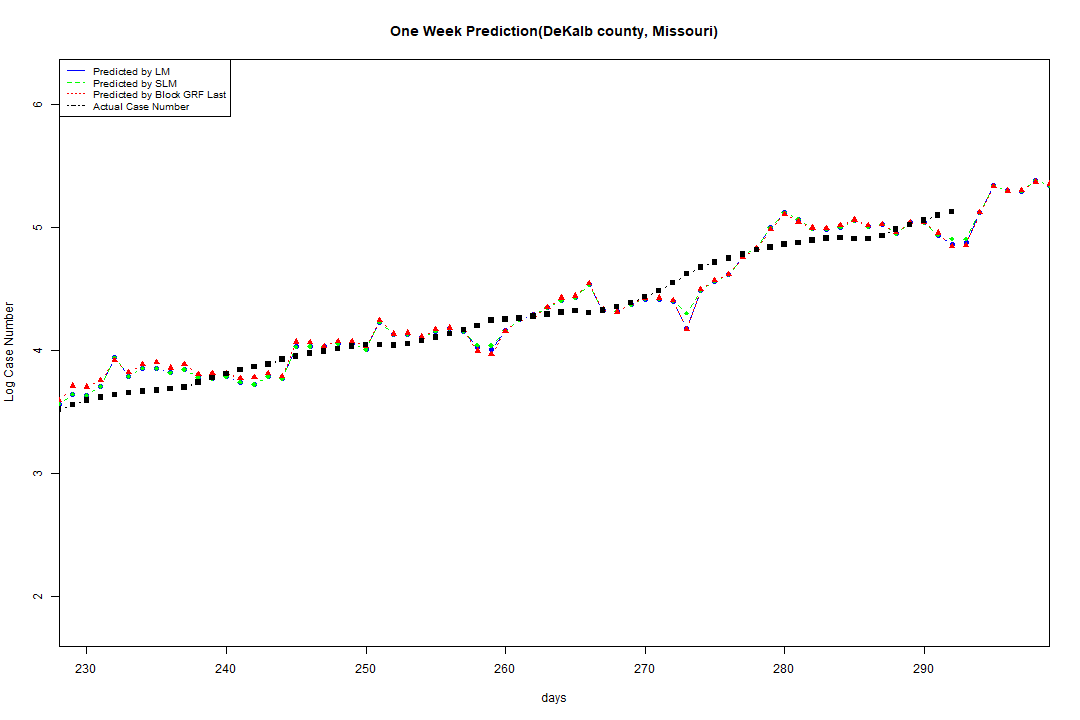 One Week Prediction(DeKalb county, Missouri)
Predicted by LM
Predicted by SLM
Predicted by Block GRF Last
Actual Case Number
Log Case Number
6
5
4
3
2
230 240 250 260 270 280 290
days